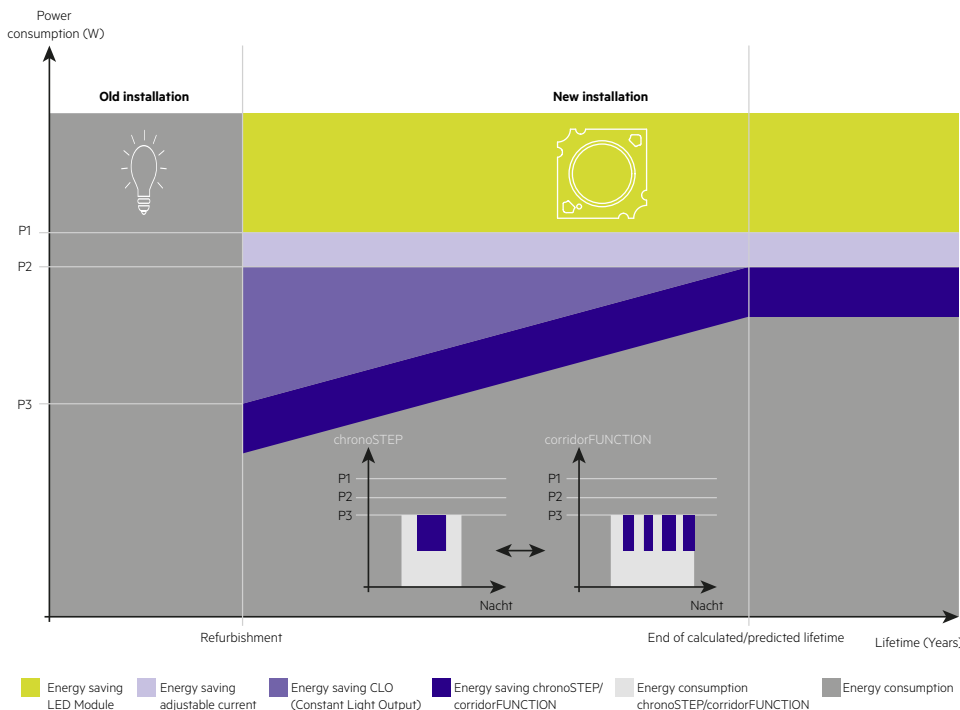 Power
consumption (W)
Old installation
New installation
P1
P2
P3
chronoSTEP
corridorFUNCTION
P1
P2
P3
P1
P2
P3
Nacht
Nacht
Refurbishment
End of calculated/predicted lifetime
Lifetime (Years)
Energy saving
LED Module
Energy saving
adjustable current
Energy saving CLO
(Constant Light Output)
Energy saving chronoSTEP/
corridorFUNCTION
Energy consumption
chronoSTEP/corridorFUNCTION
Energy consumption